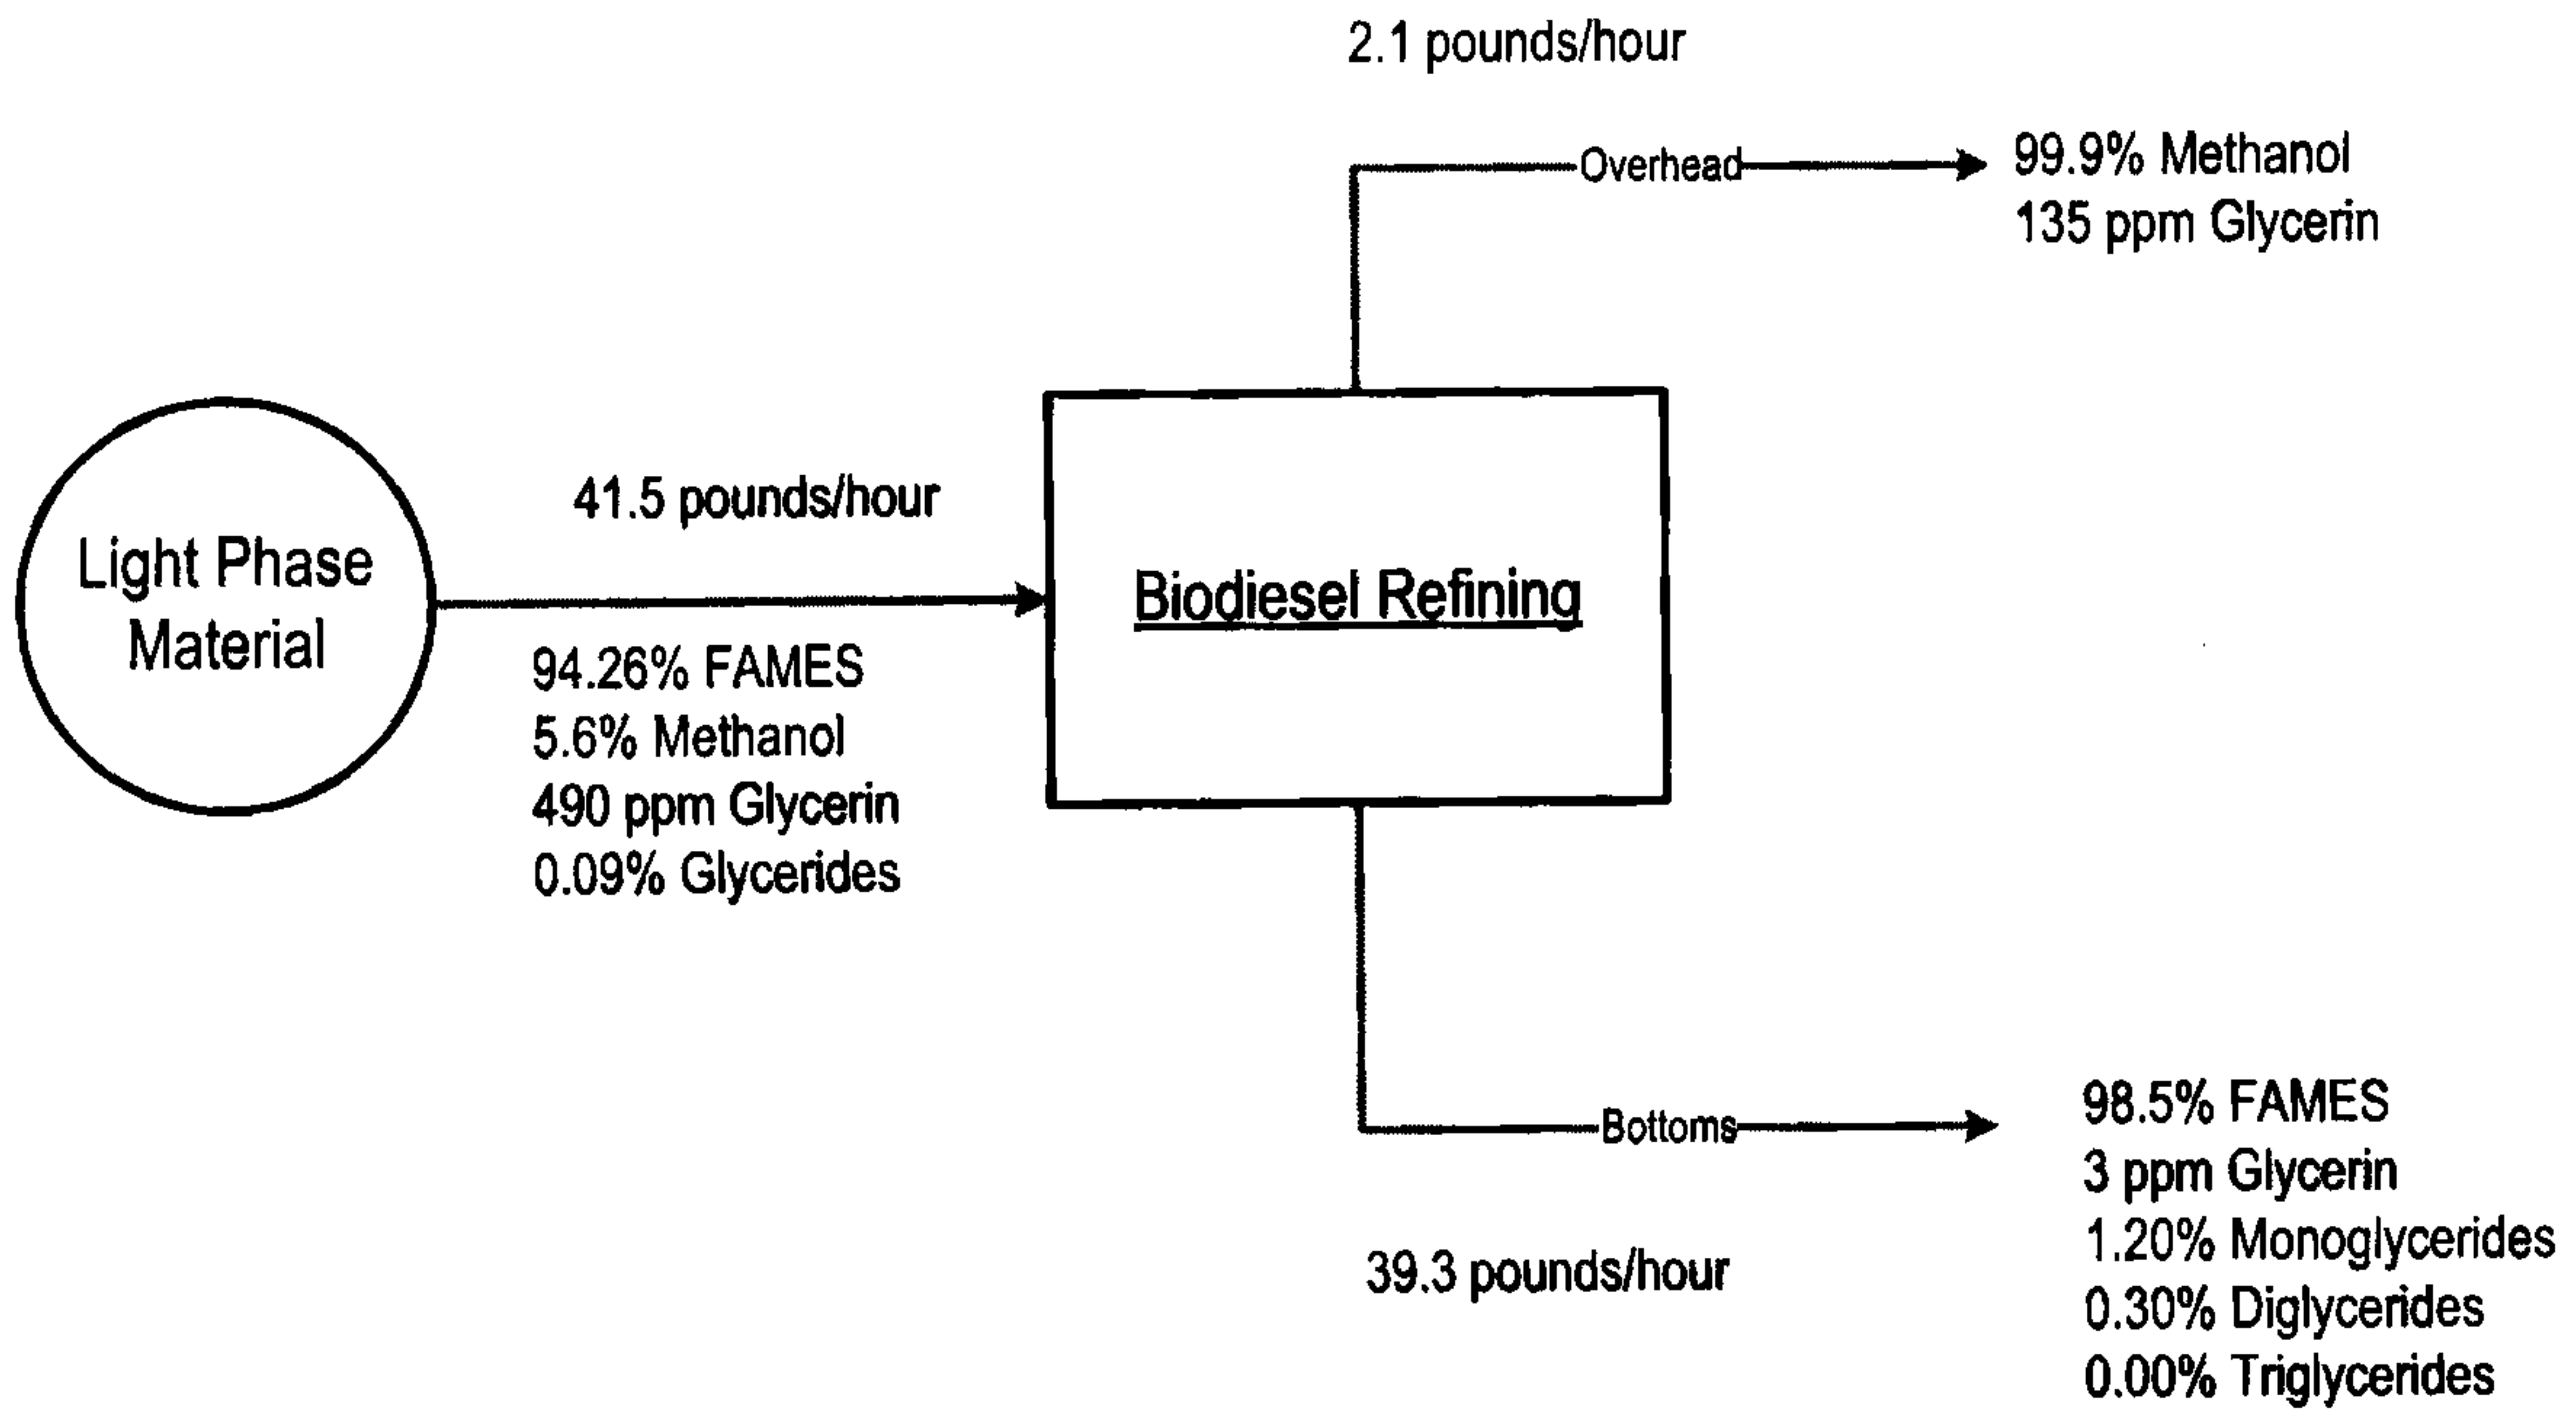 2.1 pounds/hour
Overhead
99.9% Methanol
135 ppm Glycerin
41.5 pounds/hour
Light Phase
Material
Biodiesel Refining
94.26% FAMES
5.6% Methanol
490 ppm Glycerin
0.09% Glycerides
Bottoms
98.5% FAMES
3 ppm Glycerin
1.20% Monoglycerides
0.30% Diglycerides
0.00% Triglycerides
39.3 pounds/hour